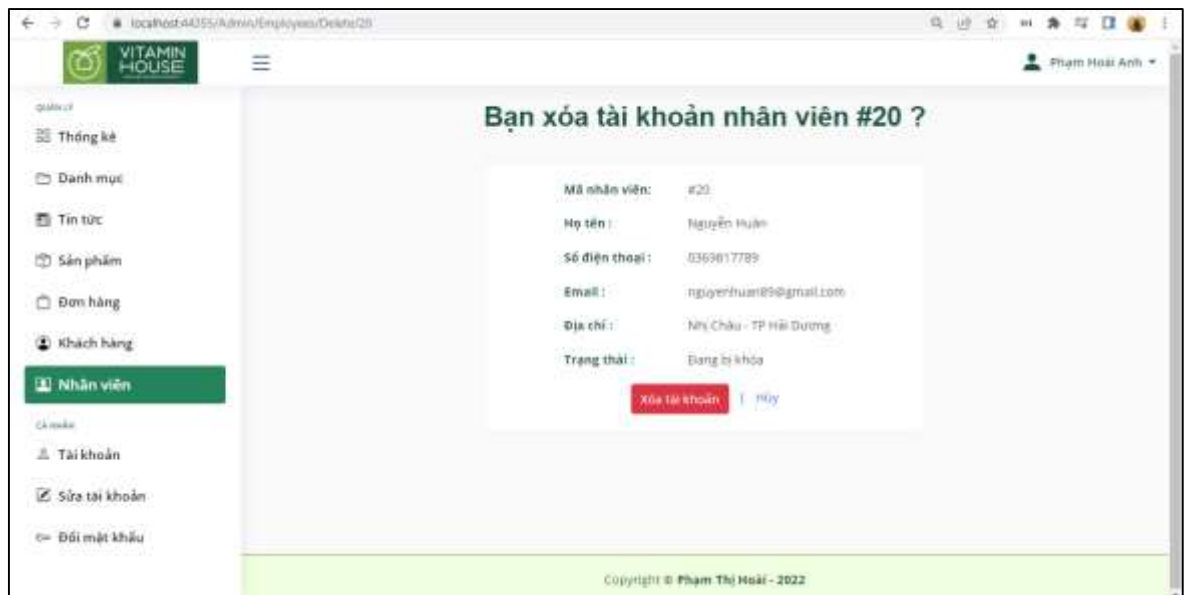 localhost:44355/Admin/Employees/Delete/20
VITAMIN
HOUSE
Phạm Hoài Anh
QUẢN LÝ
Thống kê
Danh mục
Tin tức
Sản phẩm
Đơn hàng
Khách hàng
Nhân viên
CÁ NHÂN
Tài khoản
Sửa tài khoản
Đổi mật khẩu
Bạn xóa tài khoản nhân viên #20 ?
Mã nhân viên: #20
Họ tên : Nguyễn Huân
Số điện thoại : 0369817789
Email : nguyenhuan89@gmail.com
Địa chỉ : Nhị Châu - TP Hải Dương
Trạng thái : Đang bị khóa
Xóa tài khoản | Hủy
Copyright © Phạm Thị Hoài - 2022